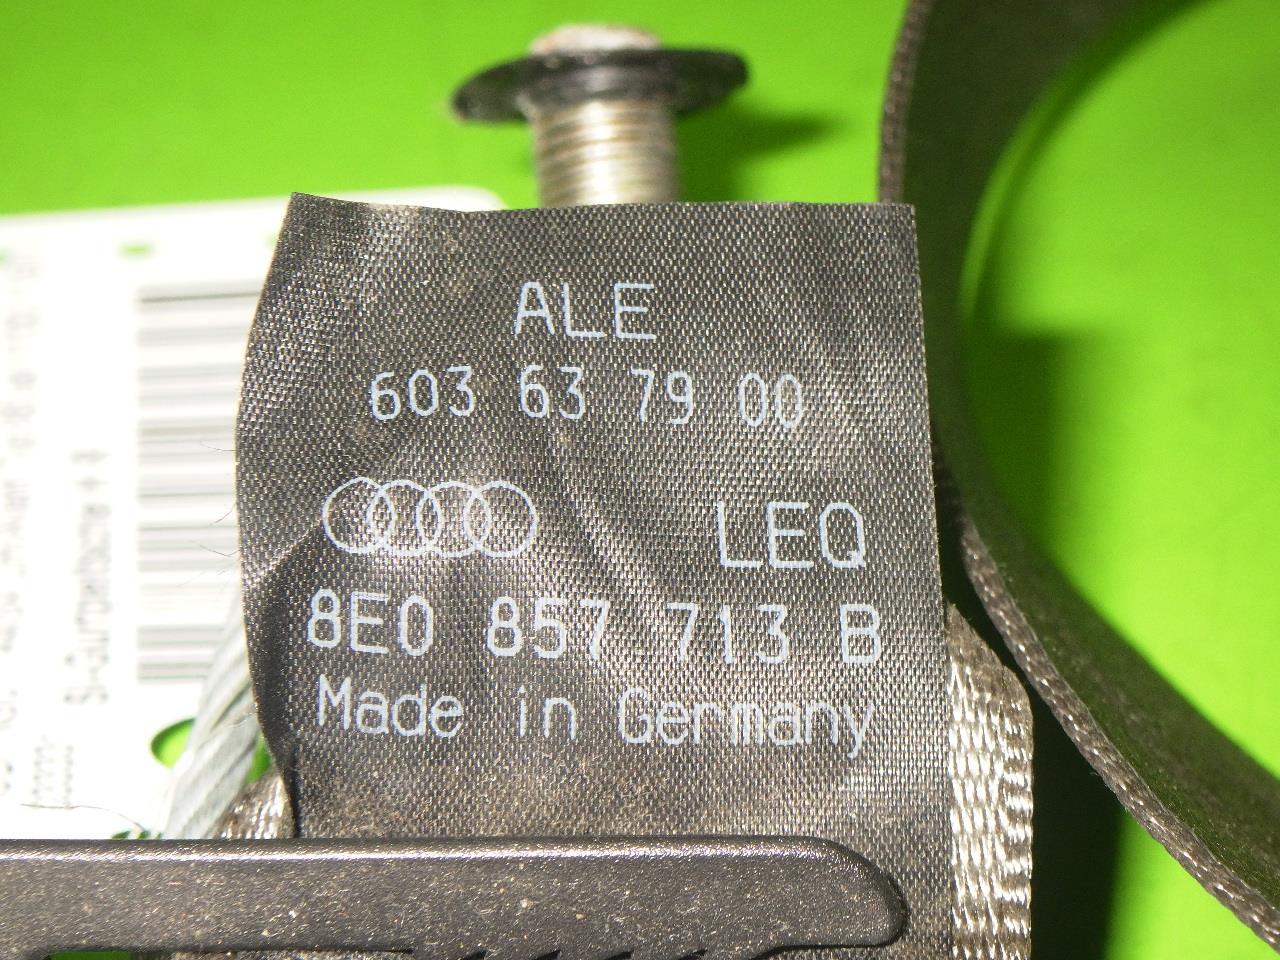 ALE
603 63 79 00
LEQ
8E0 857 713 B
Made in Germany